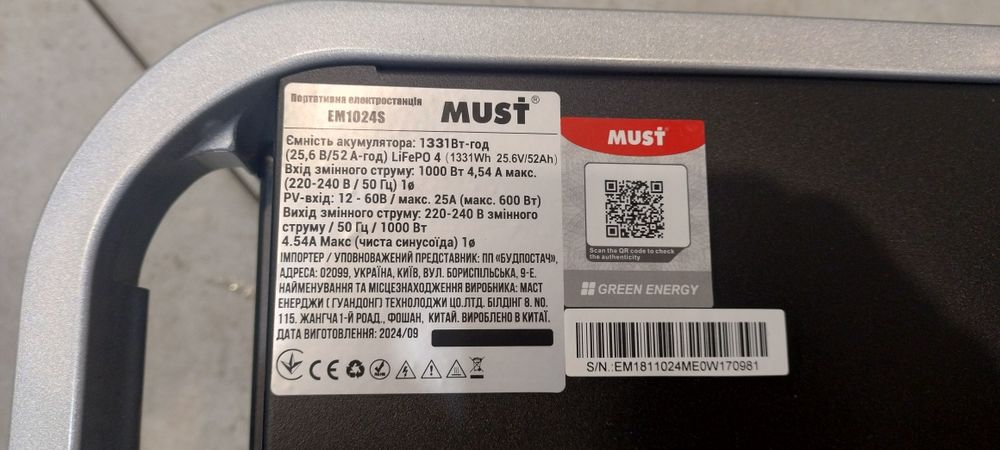 Портативна електростанція
EM1024S
MUST®
Ємність акумулятора: 1331Вт-год
(25,6 В/52 А-год) LiFePO 4 (1331Wh 25.6V/52Ah)
Вхід змінного струму: 1000 Вт 4,54 А макс.
(220-240 В / 50 Гц) 1ø
PV-вхід: 12 - 60В / макс. 25А (макс. 600 Вт)
Вихід змінного струму: 220-240 В змінного
струму / 50 Гц / 1000 Вт
4.54А Макс (чиста синусоїда) 1ø
ІМПОРТЕР / УПОВНОВАЖЕНИЙ ПРЕДСТАВНИК: ПП «БУДПОСТАЧ»,
АДРЕСА: 02099, УКРАЇНА, КИЇВ, ВУЛ. БОРИСПІЛЬСЬКА, 9-Е.
НАЙМЕНУВАННЯ ТА МІСЦЕЗНАХОДЖЕННЯ ВИРОБНИКА: МАСТ
ЕНЕРДЖИ ( ГУАНДОНГ) ТЕХНОЛОДЖИ ЦО.ЛТД. БІЛДІНГ 8. NO.
115. ЖАНГЧА 1-Й РОАД., ФОШАН, КИТАЙ. ВИРОБЛЕНО В КИТАЇ.
ДАТА ВИГОТОВЛЕННЯ: 2024/09
CE
MUST
Scan the QR code to check
the authenticity
GREEN ENERGY
S/N.:EM1811024ME0W170981